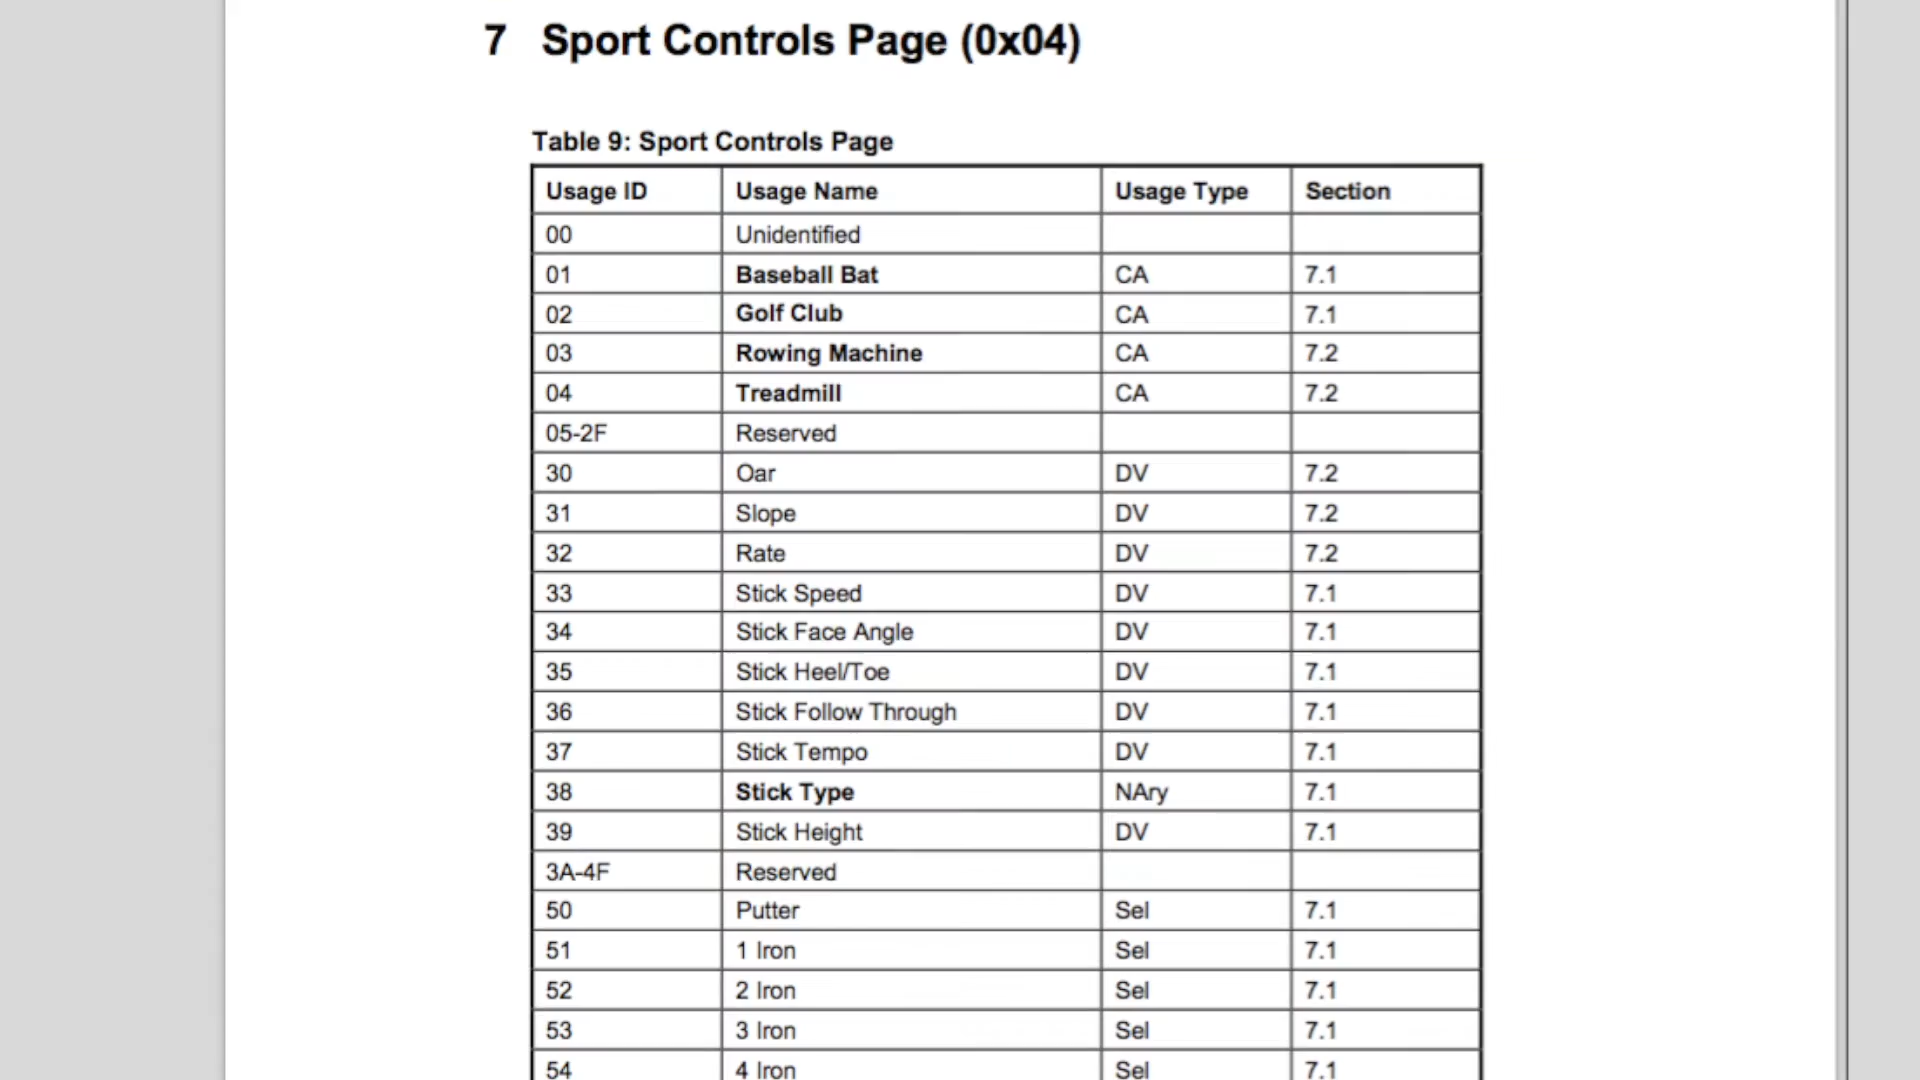 7 Sport Controls Page (0x04)
Table 9: Sport Controls Page
Usage ID Usage Name Usage Type Section
00 Unidentified
01 Baseball Bat CA 7.1
02 Golf Club CA 7.1
03 Rowing Machine CA 7.2
04 Treadmill CA 7.2
05-2F Reserved
30 Oar DV 7.2
31 Slope DV 7.2
32 Rate DV 7.2
33 Stick Speed DV 7.1
34 Stick Face Angle DV 7.1
35 Stick Heel/Toe DV 7.1
36 Stick Follow Through DV 7.1
37 Stick Tempo DV 7.1
38 Stick Type NAry 7.1
39 Stick Height DV 7.1
3A-4F Reserved
50 Putter Sel 7.1
51 1 Iron Sel 7.1
52 2 Iron Sel 7.1
53 3 Iron Sel 7.1
54 4 Iron Sel 7.1